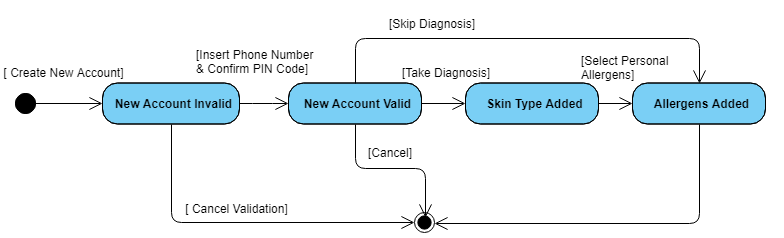 [Skip Diagnosis]
[Insert Phone Number
& Confirm PIN Code]
[ Create New Account]
[Take Diagnosis]
[Select Personal
Allergens]
New Account Invalid
New Account Valid
Skin Type Added
Allergens Added
[Cancel]
[ Cancel Validation]